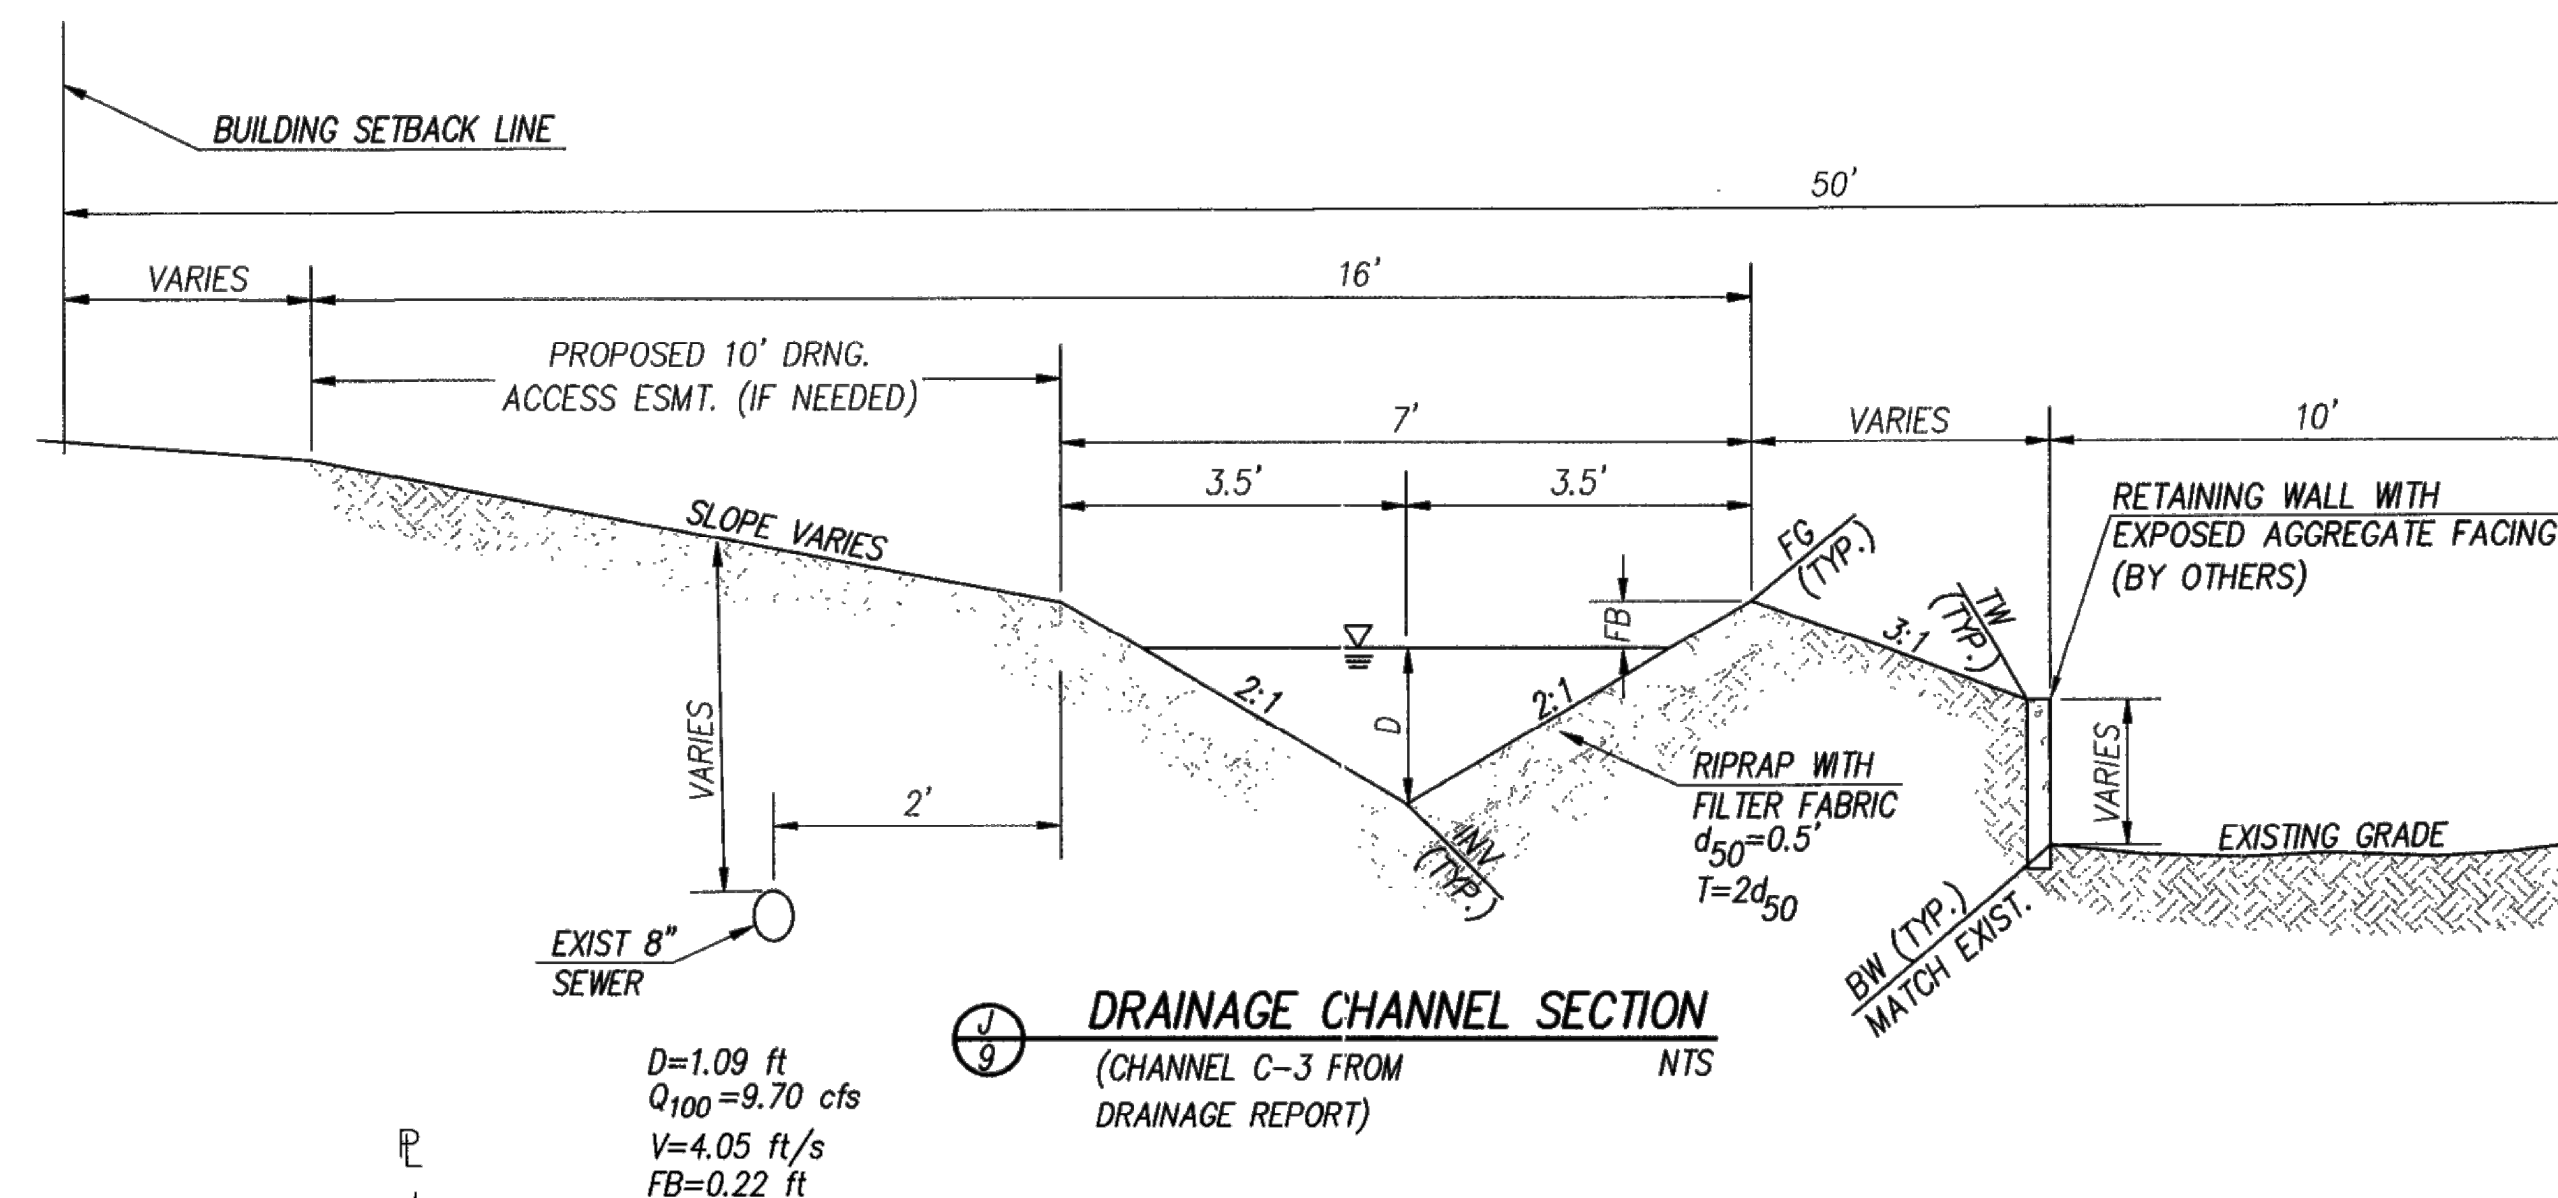 BUILDING SETBACK LINE
50'
VARIES
16'
PROPOSED 10' DRNG.
ACCESS ESMT. (IF NEEDED)
7'
VARIES
10'
3.5'
3.5'
SLOPE VARIES
FG
(TYP.)
RETAINING WALL WITH
EXPOSED AGGREGATE FACING
(BY OTHERS)
FB
TW
(TYP.)
3:1
2:1
2:1
D
VARIES
VARIES
2'
RIPRAP WITH
FILTER FABRIC
d50=0.5'
T=2d50
INV
(TYP.)
EXISTING GRADE
BW (TYP.)
MATCH EXIST.
EXIST 8"
SEWER
J
9
DRAINAGE CHANNEL SECTION
(CHANNEL C-3 FROM
DRAINAGE REPORT)
NTS
D=1.09 ft
Q100=9.70 cfs
V=4.05 ft/s
FB=0.22 ft
PL